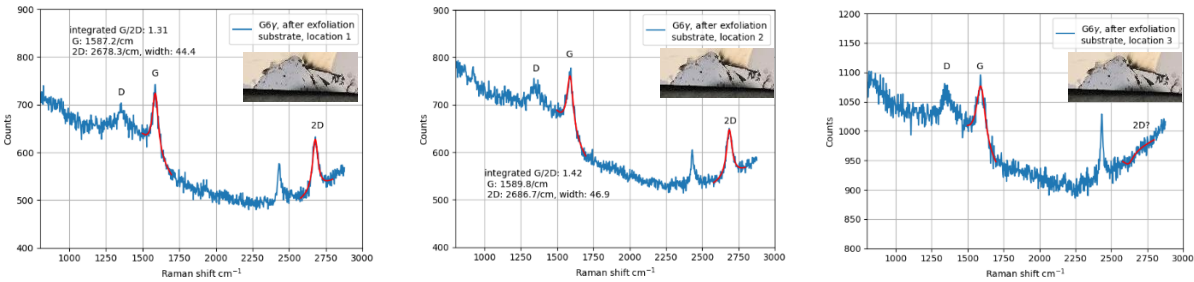 900
800
700
600
500
400
Counts
1000 1250 1500 1750 2000 2250 2500 2750 3000
Raman shift cm⁻¹
integrated G/2D: 1.31
G: 1587.2/cm
2D: 2678.3/cm, width: 44.4
G6γ, after exfoliation
substrate, location 1
D
G
2D
900
800
700
600
500
400
Counts
1000 1250 1500 1750 2000 2250 2500 2750 3000
Raman shift cm⁻¹
G6γ, after exfoliation
substrate, location 2
D
G
2D
integrated G/2D: 1.42
G: 1589.8/cm
2D: 2686.7/cm, width: 46.9
1200
1150
1100
1050
1000
950
900
850
800
Counts
1000 1250 1500 1750 2000 2250 2500 2750 3000
Raman shift cm⁻¹
G6γ, after exfoliation
substrate, location 3
D
G
2D?